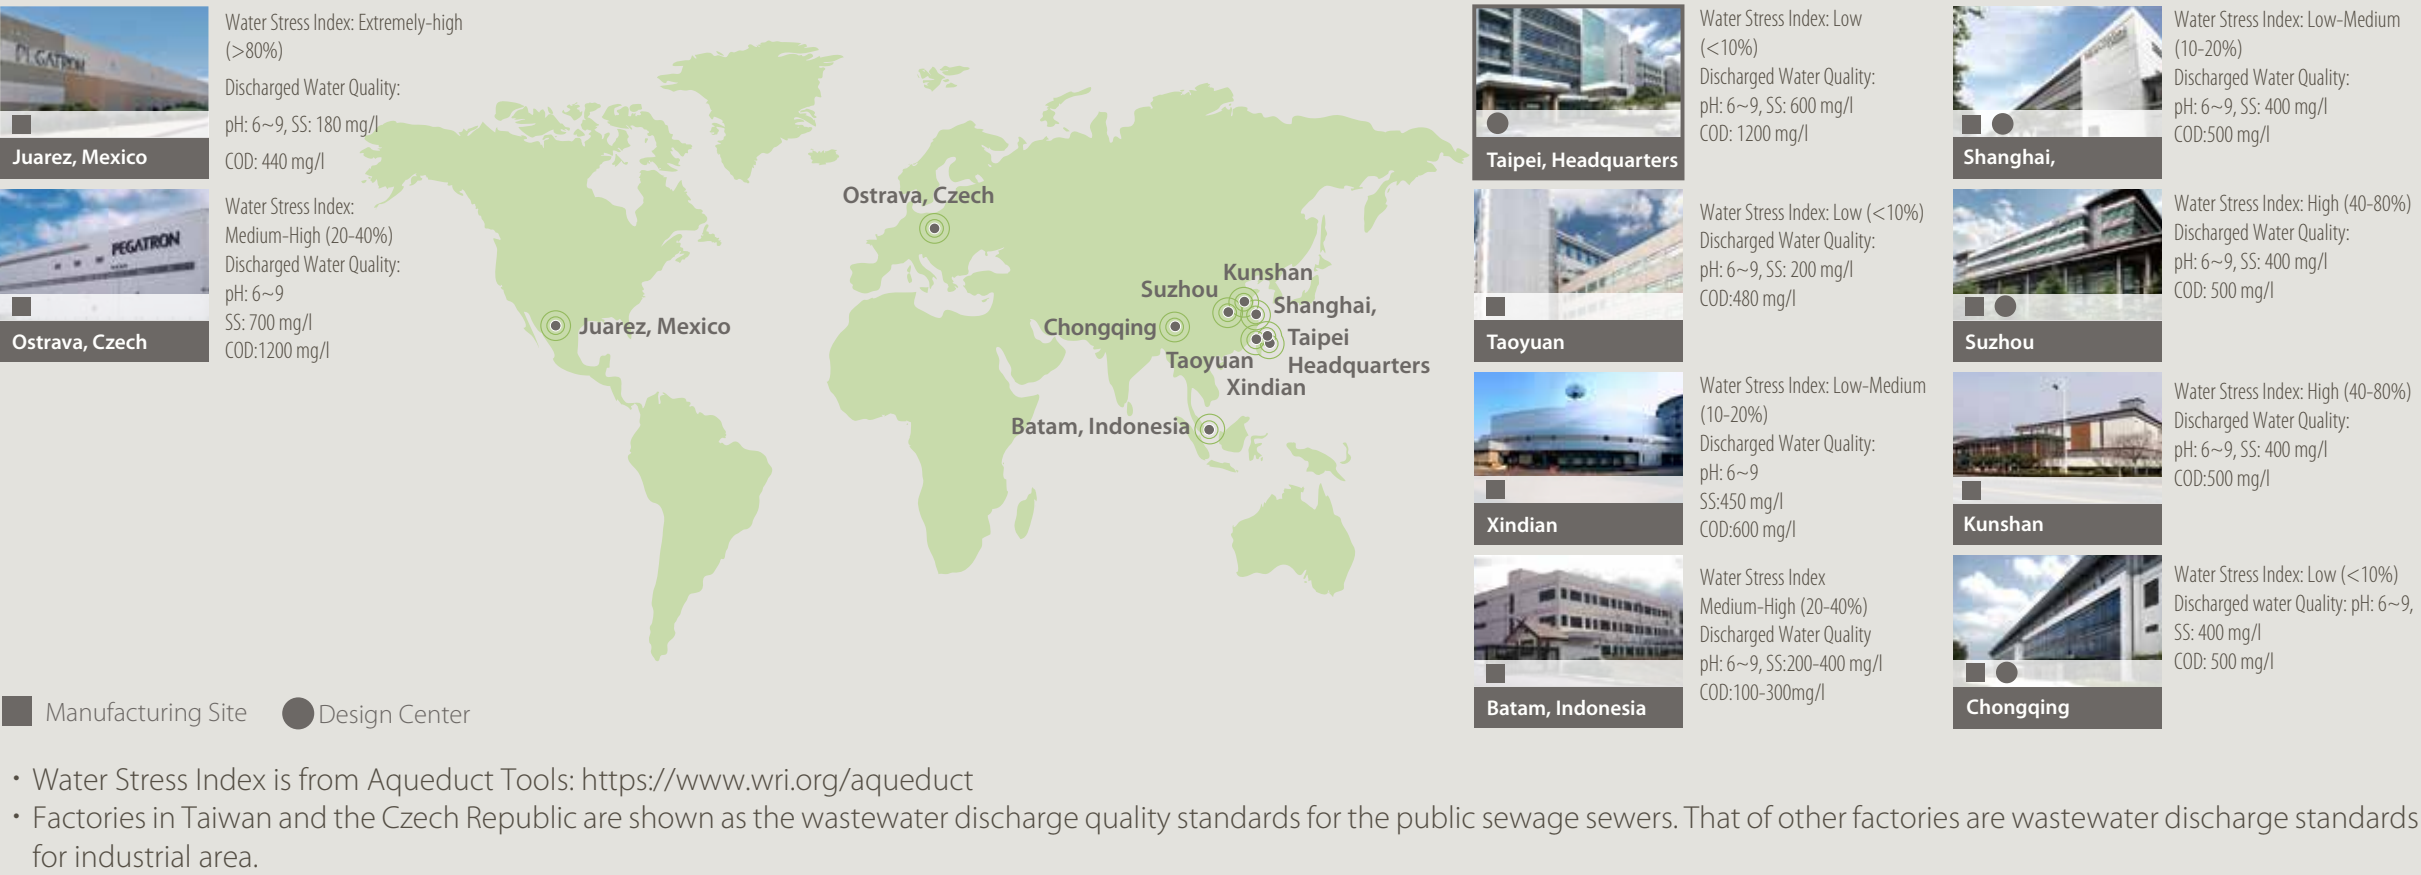 PEGATRON
Juarez, Mexico
Water Stress Index: Extremely-high
(>80%)
Discharged Water Quality:
pH: 6~9, SS: 180 mg/l
COD: 440 mg/l
PEGATRON
Ostrava, Czech
Water Stress Index:
Medium-High (20-40%)
Discharged Water Quality:
pH: 6~9
SS: 700 mg/l
COD:1200 mg/l
Ostrava, Czech
Kunshan
Suzhou
Shanghai,
Juarez, Mexico
Chongqing
Taipei
Headquarters
Taoyuan
Xindian
Batam, Indonesia
Taipei, Headquarters
Water Stress Index: Low
(<10%)
Discharged Water Quality:
pH: 6~9, SS: 600 mg/l
COD: 1200 mg/l
Taoyuan
Water Stress Index: Low (<10%)
Discharged Water Quality:
pH: 6~9, SS: 200 mg/l
COD:480 mg/l
Xindian
Water Stress Index: Low-Medium
(10-20%)
Discharged Water Quality:
pH: 6~9
SS:450 mg/l
COD:600 mg/l
Batam, Indonesia
Water Stress Index
Medium-High (20-40%)
Discharged Water Quality
pH: 6~9, SS:200-400 mg/l
COD:100-300mg/l
Shanghai,
Water Stress Index: Low-Medium
(10-20%)
Discharged Water Quality:
pH: 6~9, SS: 400 mg/l
COD:500 mg/l
Suzhou
Water Stress Index: High (40-80%)
Discharged Water Quality:
pH: 6~9, SS: 400 mg/l
COD: 500 mg/l
Kunshan
Water Stress Index: High (40-80%)
Discharged Water Quality:
pH: 6~9, SS: 400 mg/l
COD:500 mg/l
Chongqing
Water Stress Index: Low (<10%)
Discharged water Quality: pH: 6~9,
SS: 400 mg/l
COD: 500 mg/l
Manufacturing Site
Design Center
・Water Stress Index is from Aqueduct Tools: https://www.wri.org/aqueduct
・Factories in Taiwan and the Czech Republic are shown as the wastewater discharge quality standards for the public sewage sewers. That of other factories are wastewater discharge standards
for industrial area.